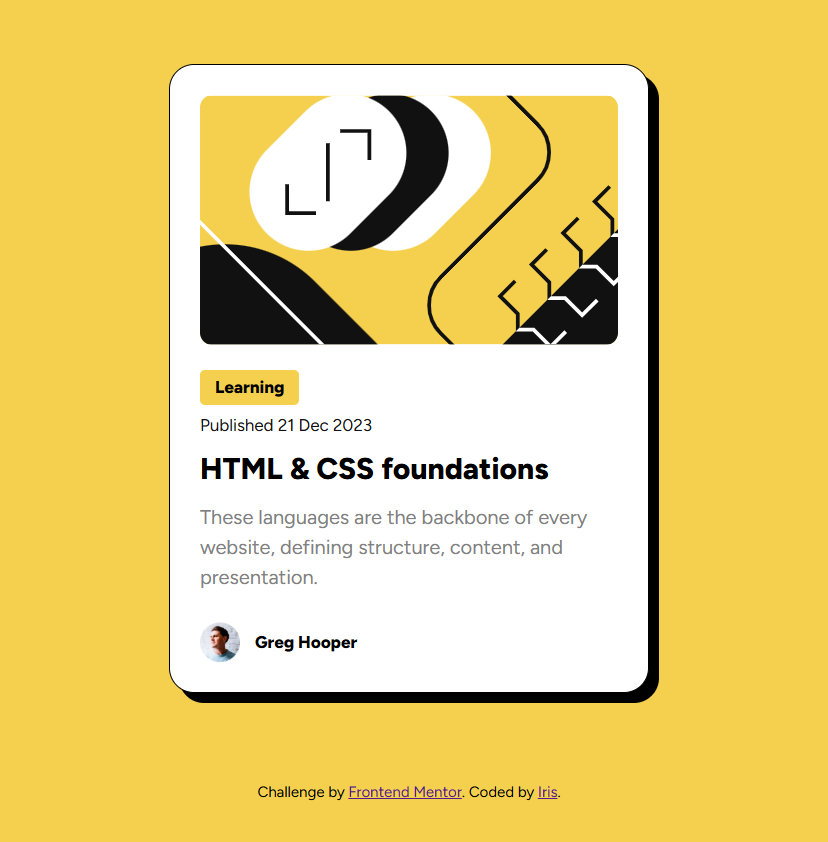 Learning
Published 21 Dec 2023
HTML & CSS foundations
These languages are the backbone of every
website, defining structure, content, and
presentation.
Greg Hooper
Challenge by Frontend Mentor. Coded by Iris.